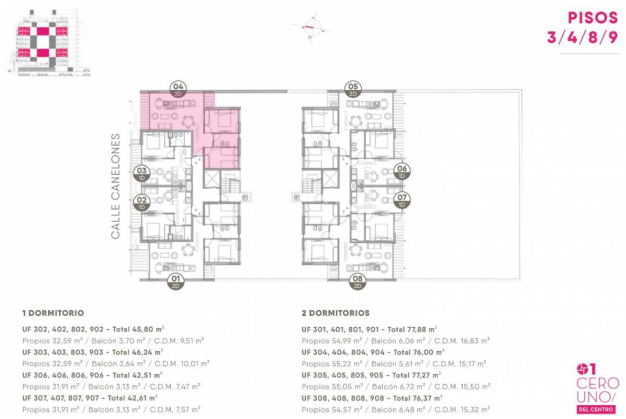 PISOS
3/4/8/9
CALLE CANELONES
04
2D
05
2D
03
1D
06
1D
02
1D
07
1D
01
2D
08
2D
1 DORMITORIO
UF 302, 402, 802, 902 - Total 45,80 m²
Propios 32,59 m² / Balcón 3,70 m² / C.D.M. 9,51 m²
UF 303, 403, 803, 903 - Total 46,24 m²
Propios 32,59 m² / Balcón 3,64 m² / C.D.M. 10,01 m²
UF 306, 406, 806, 906 - Total 42,51 m²
Propios 31,91 m² / Balcón 3,13 m² / C.D.M. 7,47 m²
UF 307, 407, 807, 907 - Total 42,61 m²
Propios 31,91 m² / Balcón 3,13 m² / C.D.M. 7,57 m²
2 DORMITORIOS
UF 301, 401, 801, 901 - Total 77,88 m²
Propios 54,99 m² / Balcón 6,06 m² / C.D.M. 16,83 m²
UF 304, 404, 804, 904 - Total 76,00 m²
Propios 55,22 m² / Balcón 5,61 m² / C.D.M. 15,17 m²
UF 305, 405, 805, 905 - Total 77,27 m²
Propios 55,05 m² / Balcón 6,72 m² / C.D.M. 15,50 m²
UF 308, 408, 808, 908 - Total 76,37 m²
Propios 54,57 m² / Balcón 6,48 m² / C.D.M. 15,32 m²
01
CERO
UNO/
DEL CENTRO